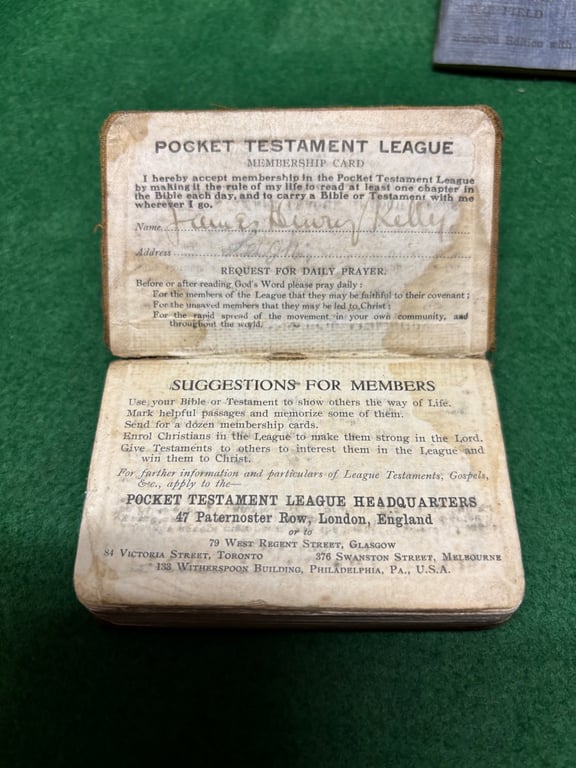 FIELD
Edition with
POCKET TESTAMENT LEAGUE
MEMBERSHIP CARD
I hereby accept membership in the Pocket Testament League
by making it the rule of my life to read at least one chapter in
the Bible each day, and to carry a Bible or Testament with me
wherever I go.
Name James Henry Kelly
Address
REQUEST FOR DAILY PRAYER.
Before or after reading God's Word please pray daily:
For the members of the League that they may be faithful to their covenant;
For the unsaved members that they may be led to Christ;
For the rapid spread of the movement in your own community, and
throughout the world.
SUGGESTIONS FOR MEMBERS
Use your Bible or Testament to show others the way of Life.
Mark helpful passages and memorize some of them.
Send for a dozen membership cards.
Enrol Christians in the League to make them strong in the Lord.
Give Testaments to others to interest them in the League and
win them to Christ.
For further information and particulars of League Testaments, Gospels,
&c., apply to the—
POCKET TESTAMENT LEAGUE HEADQUARTERS
47 Paternoster Row, London, England
or to
79 West Regent Street, Glasgow
84 Victoria Street, Toronto 376 Swanston Street, Melbourne
133 Witherspoon Building, Philadelphia, Pa., U.S.A.